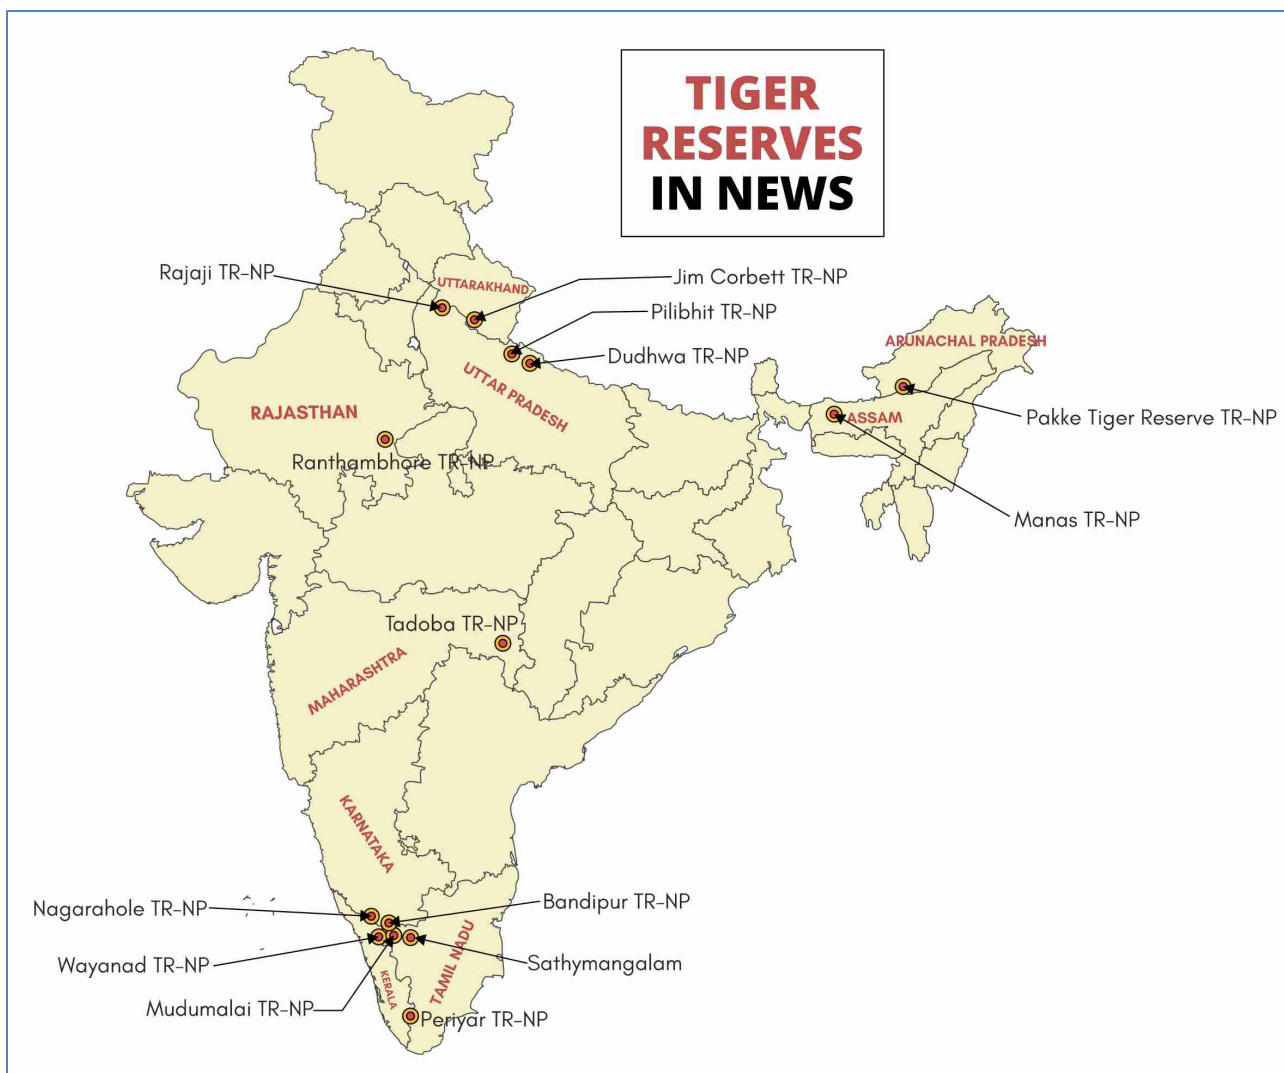 TIGER
RESERVES
IN NEWS
Rajaji TR-NP
UTTARAKHAND
Jim Corbett TR-NP
Pilibhit TR-NP
Dudhwa TR-NP
UTTAR PRADESH
ARUNACHAL PRADESH
RAJASTHAN
ASSAM
Pakke Tiger Reserve TR-NP
Ranthambhore TR-NP
Manas TR-NP
Tadoba TR-NP
MAHARASHTRA
KARNATAKA
Nagarahole TR-NP
Bandipur TR-NP
Wayanad TR-NP
Sathymangalam
TAMIL NADU
KERALA
Mudumalai TR-NP
Periyar TR-NP